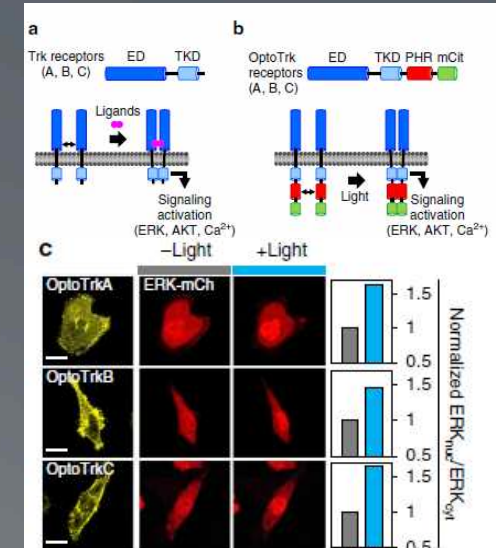 a
Trk receptors
(A, B, C)
ED
TKD
Ligands
Signaling
activation
(ERK, AKT, Ca²⁺)
b
OptoTrk
receptors
(A, B, C)
ED
TKD PHR mCit
Light
Signaling
activation
(ERK, AKT, Ca²⁺)
c
–Light
+Light
OptoTrkA
ERK-mCh
1.5
1
0.5
OptoTrkB
1.5
1
0.5
OptoTrkC
1.5
1
0.5
Normalized ERKnuc/ERKcyt